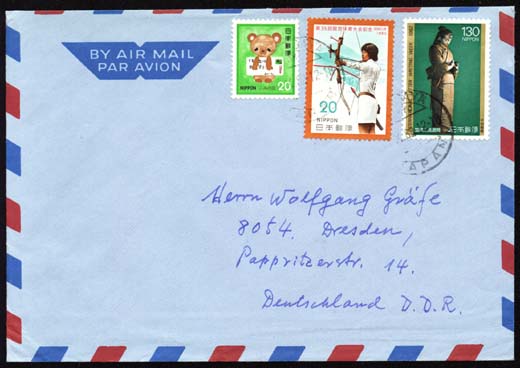 BY AIR MAIL
PAR AVION
日本郵便
NIPPON
20
20
NIPPON
日本郵便
130
NIPPON
日本郵便
APAN
Herrn Wolfgang Gräfe
8054 Dresden,
Pappritzerstr. 14.
Deutschland D.D.R.